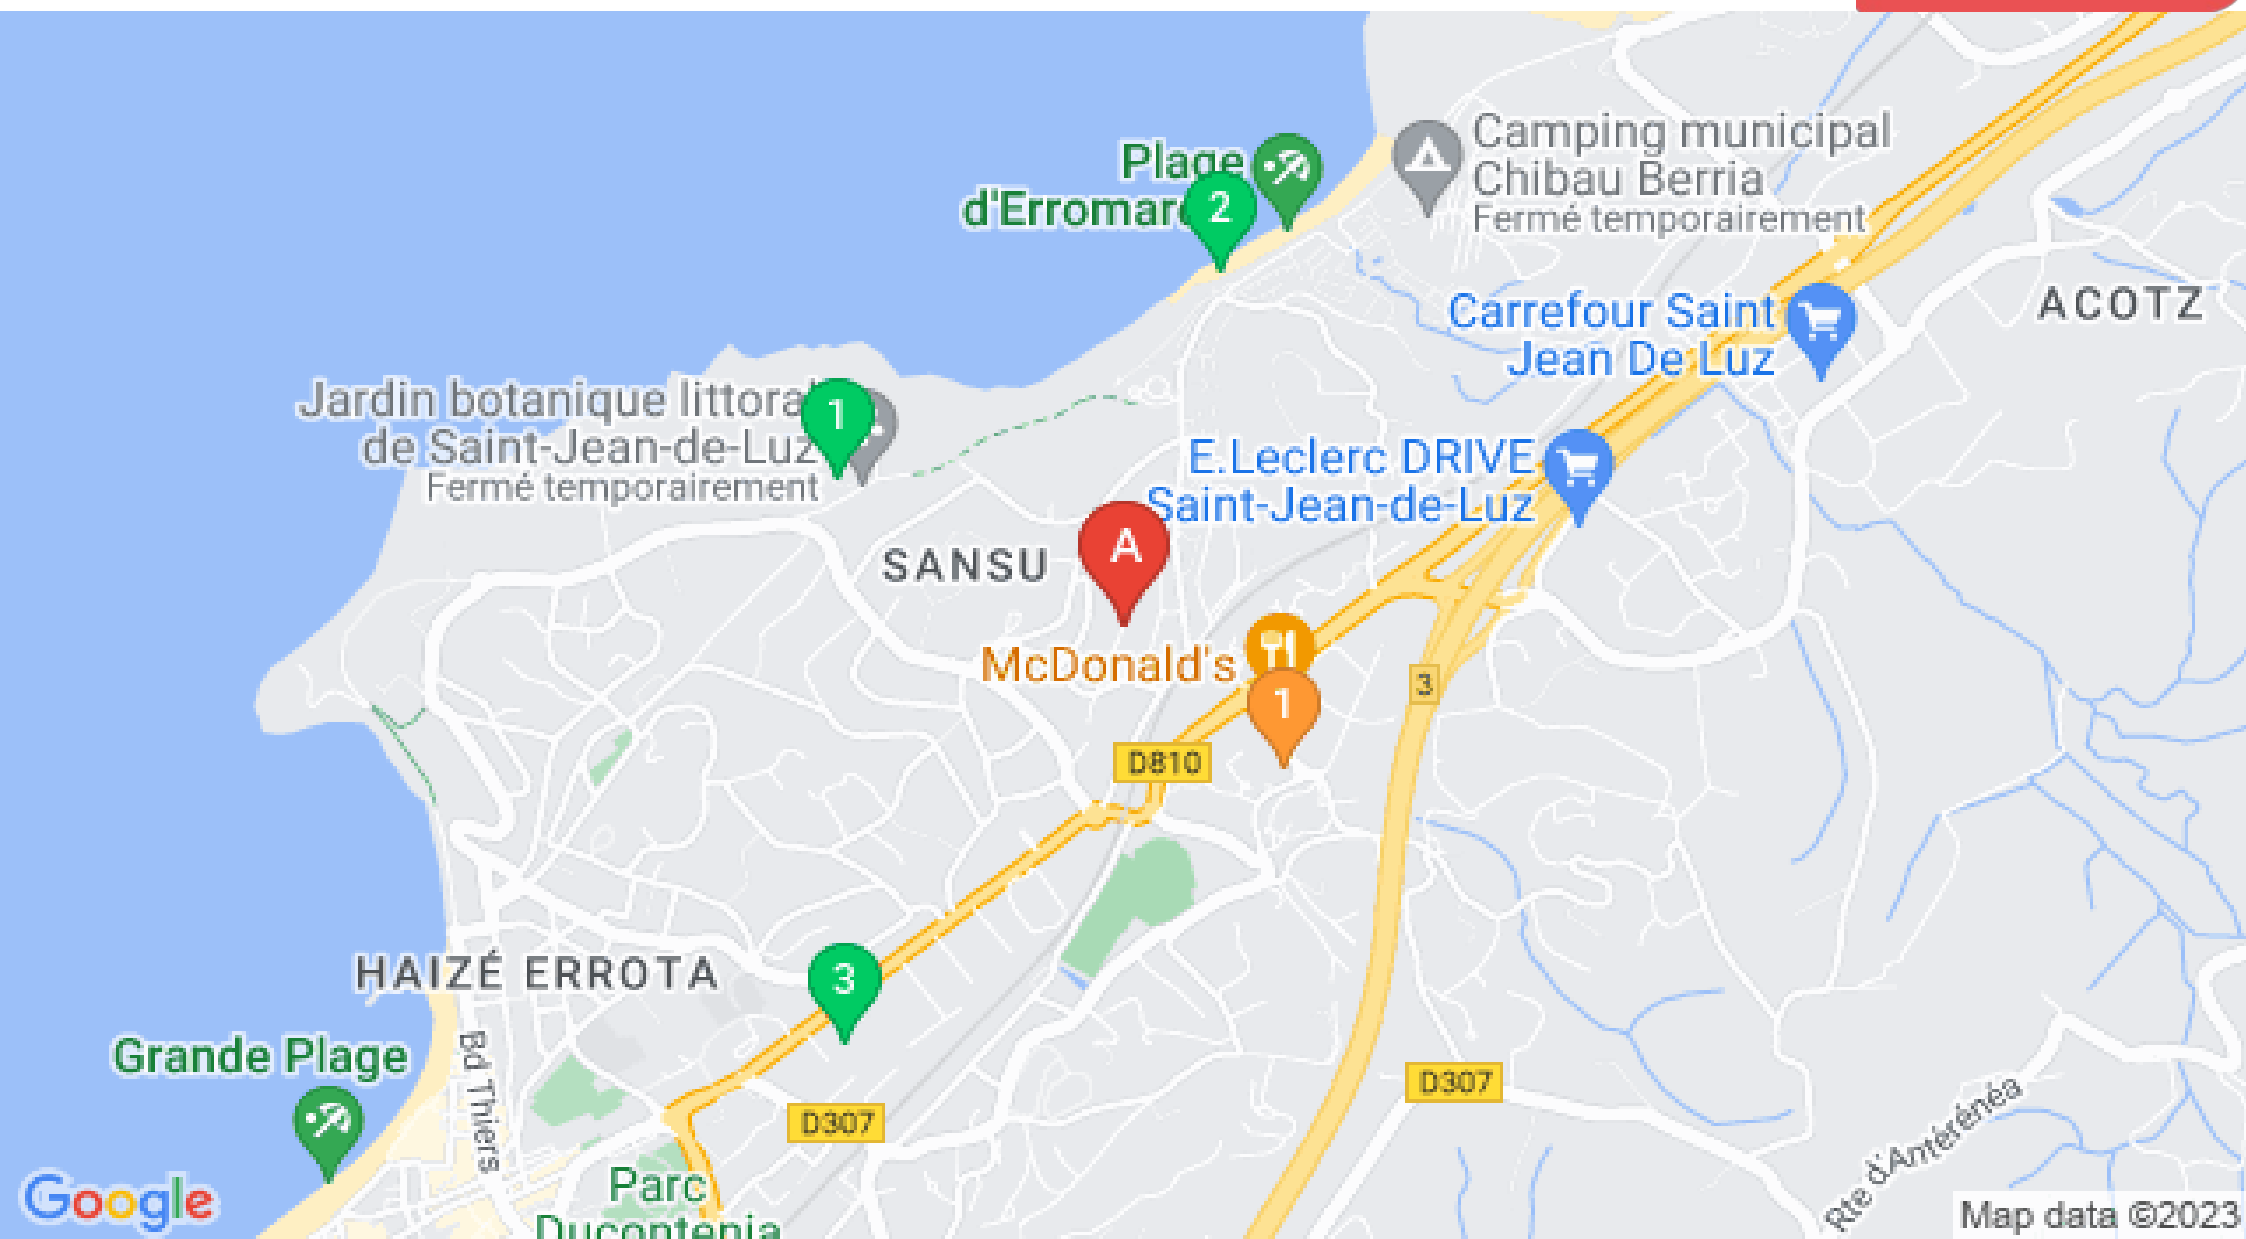 Plage
d'Erromar
2
Camping municipal
Chibau Berria
Fermé temporairement
Carrefour Saint
Jean De Luz
ACOTZ
Jardin botanique littoral
de Saint-Jean-de-Luz
Fermé temporairement
1
E.Leclerc DRIVE
Saint-Jean-de-Luz
A
SANSU
McDonald's
1
3
D810
HAIZÉ ERROTA
3
Grande Plage
Bd Thiers
D307
D307
Parc
Ducontenia
Rte d'Antérénéa
Google
Map data ©2023